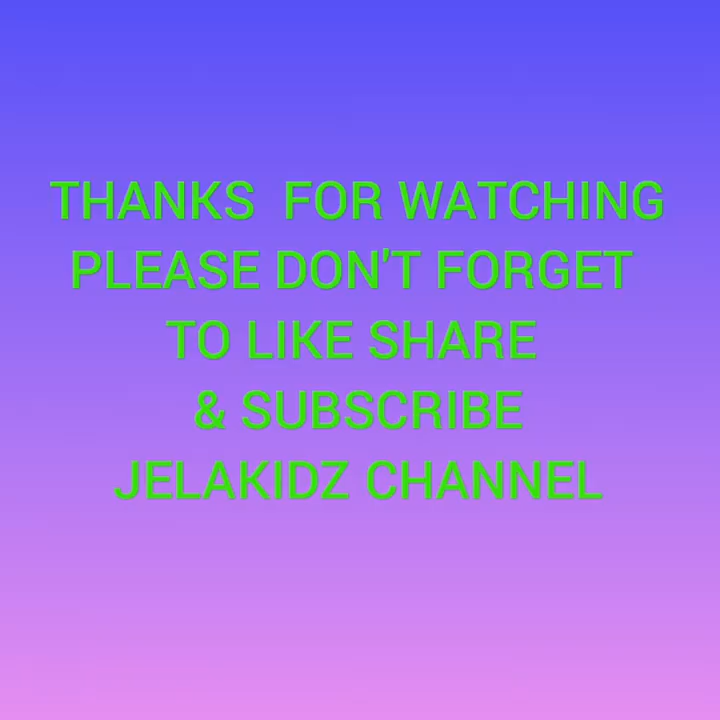 THANKS  FOR WATCHING
PLEASE DON'T FORGET
TO LIKE SHARE
& SUBSCRIBE
JELAKIDZ CHANNEL